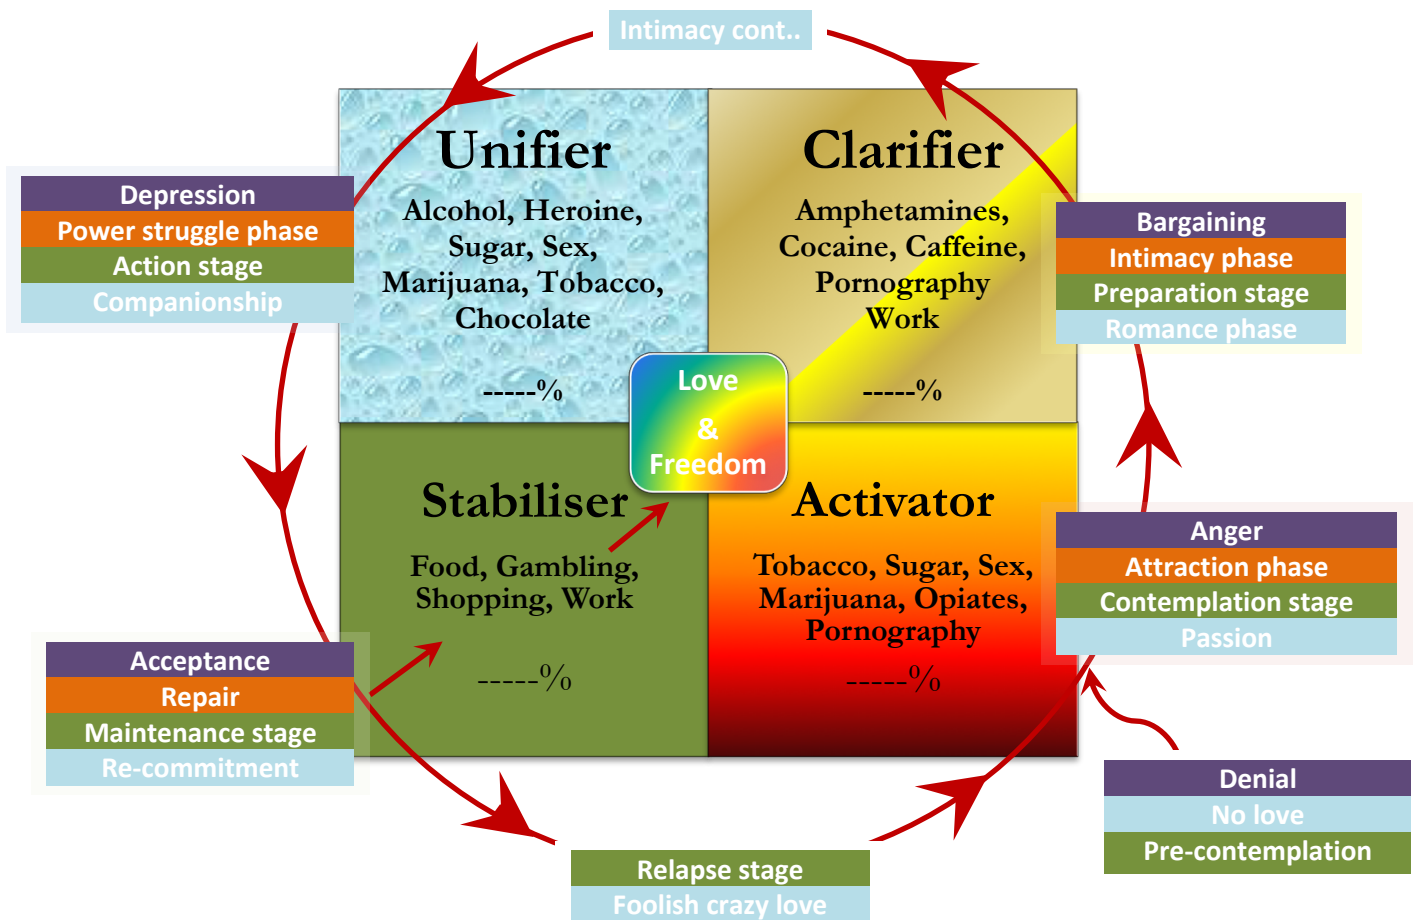 Intimacy cont..
Unifier
Alcohol, Heroine,
Sugar, Sex,
Marijuana, Tobacco,
Chocolate
-----%
Clarifier
Amphetamines,
Cocaine, Caffeine,
Pornography
Work
-----%
Depression
Power struggle phase
Action stage
Companionship
Bargaining
Intimacy phase
Preparation stage
Romance phase
Love
&
Freedom
Stabiliser
Food, Gambling,
Shopping, Work
-----%
Activator
Tobacco, Sugar, Sex,
Marijuana, Opiates,
Pornography
-----%
Anger
Attraction phase
Contemplation stage
Passion
Acceptance
Repair
Maintenance stage
Re-commitment
Denial
No love
Pre-contemplation
Relapse stage
Foolish crazy love